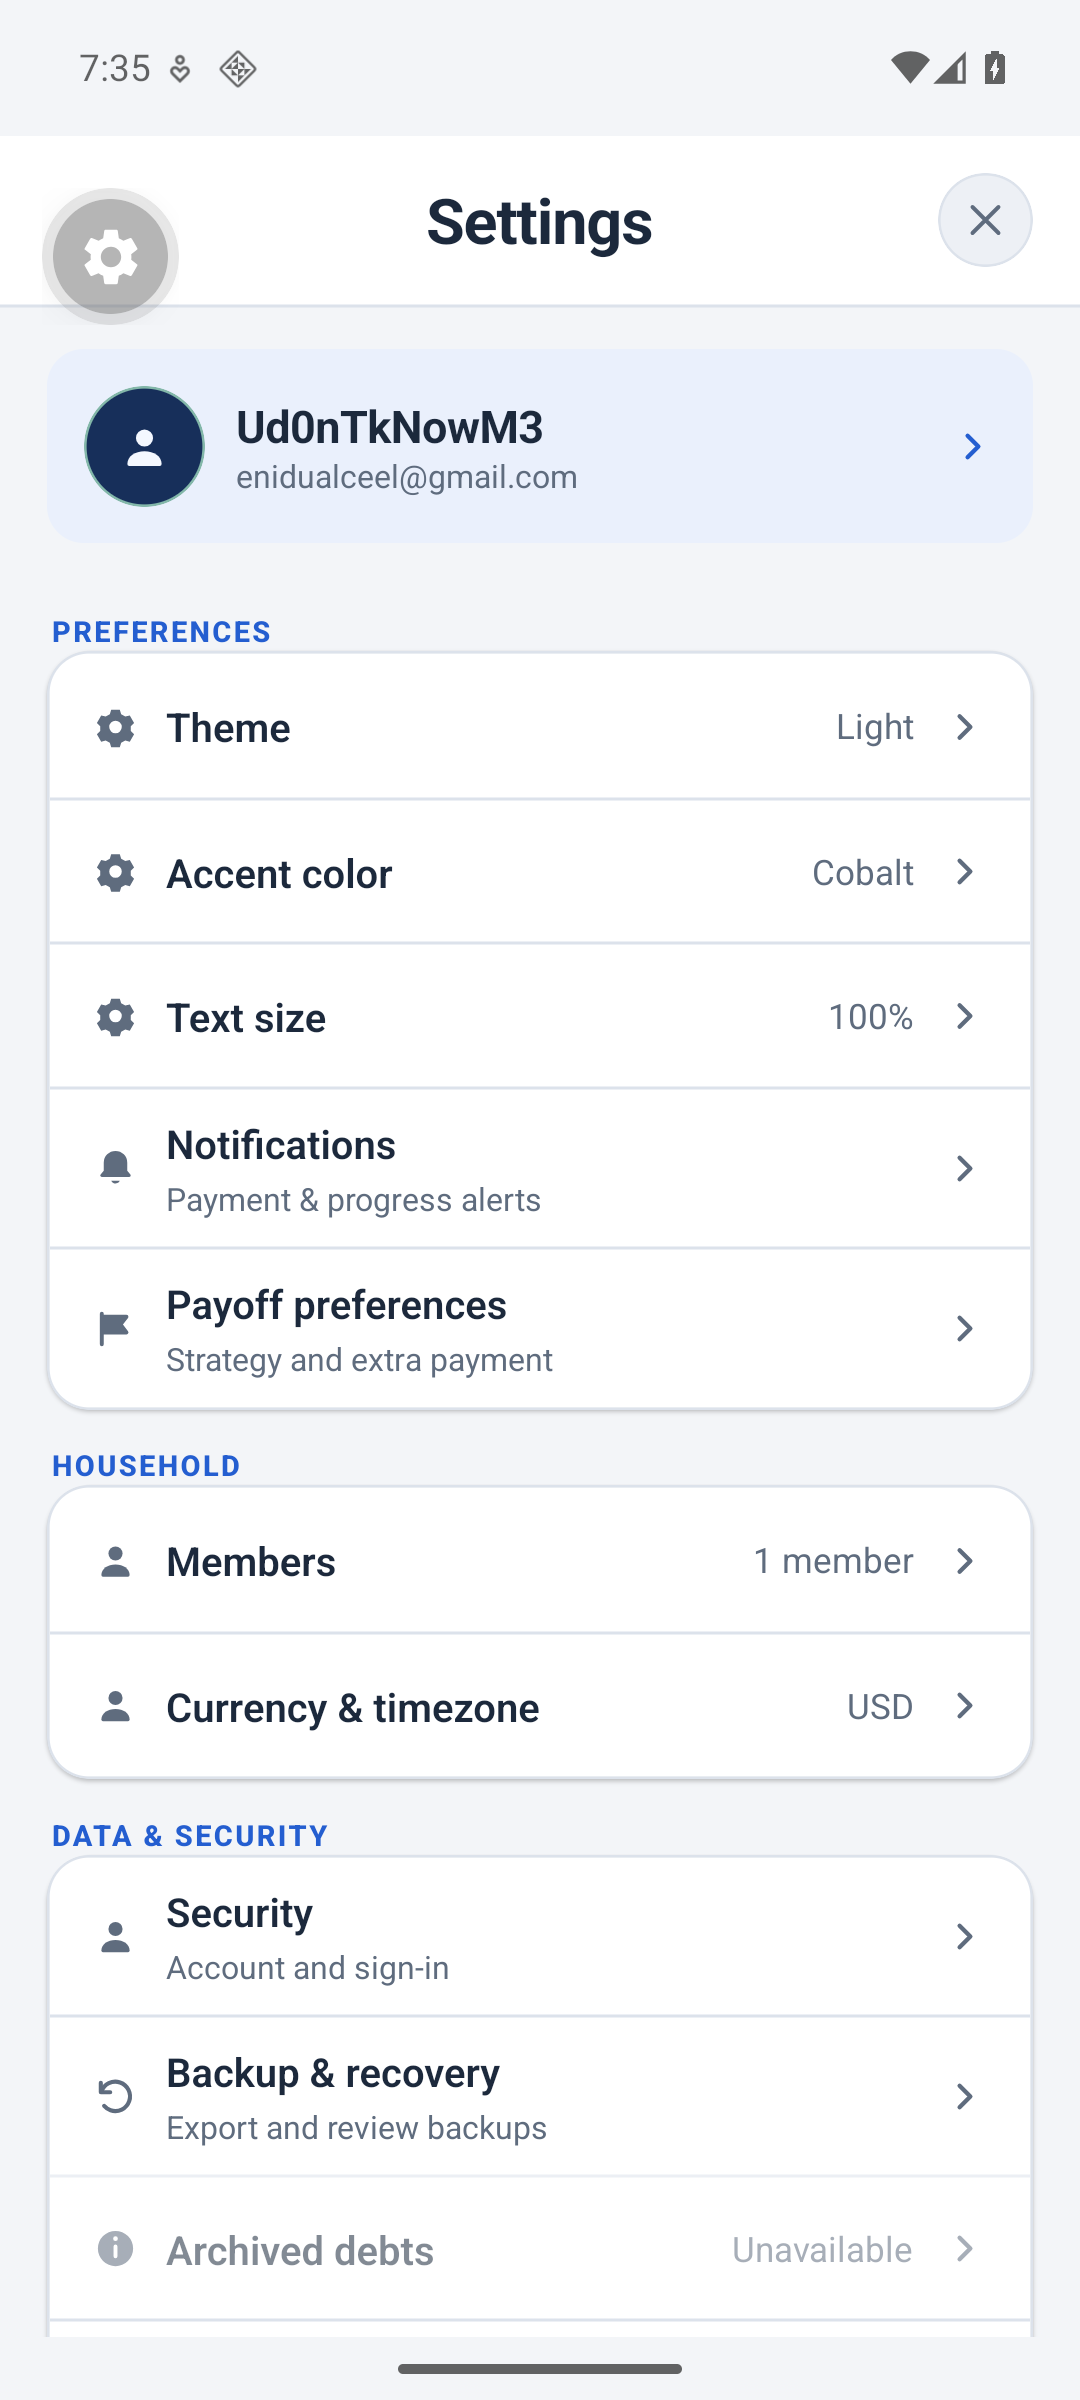 7:35
Settings
Ud0nTkNowM3
enidualceel@gmail.com
PREFERENCES
Theme Light
Accent color Cobalt
Text size 100%
Notifications
Payment & progress alerts
Payoff preferences
Strategy and extra payment
HOUSEHOLD
Members 1 member
Currency & timezone USD
DATA & SECURITY
Security
Account and sign-in
Backup & recovery
Export and review backups
Archived debts Unavailable